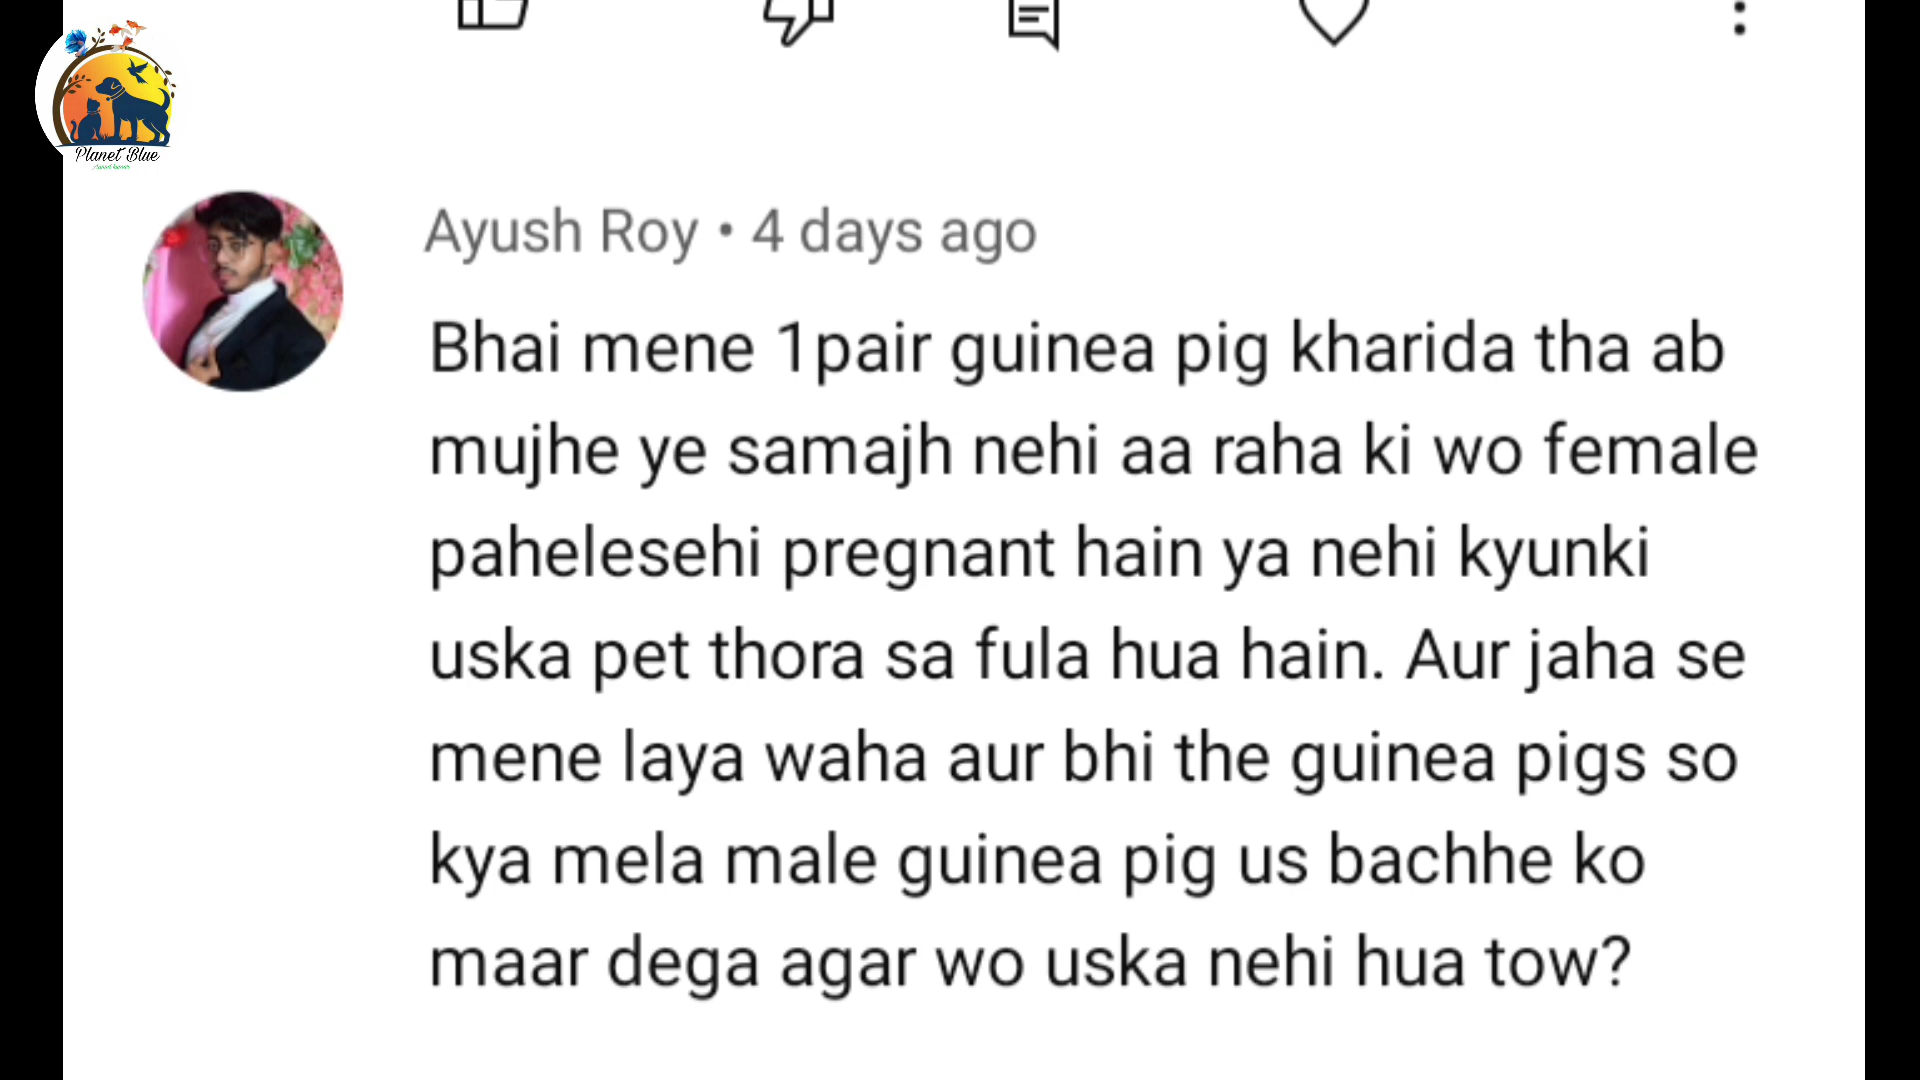 Planet Blue
Ayush Roy • 4 days ago
Bhai mene 1pair guinea pig kharida tha ab
mujhe ye samajh nehi aa raha ki wo female
pahelesehi pregnant hain ya nehi kyunki
uska pet thora sa fula hua hain. Aur jaha se
mene laya waha aur bhi the guinea pigs so
kya mela male guinea pig us bachhe ko
maar dega agar wo uska nehi hua tow?